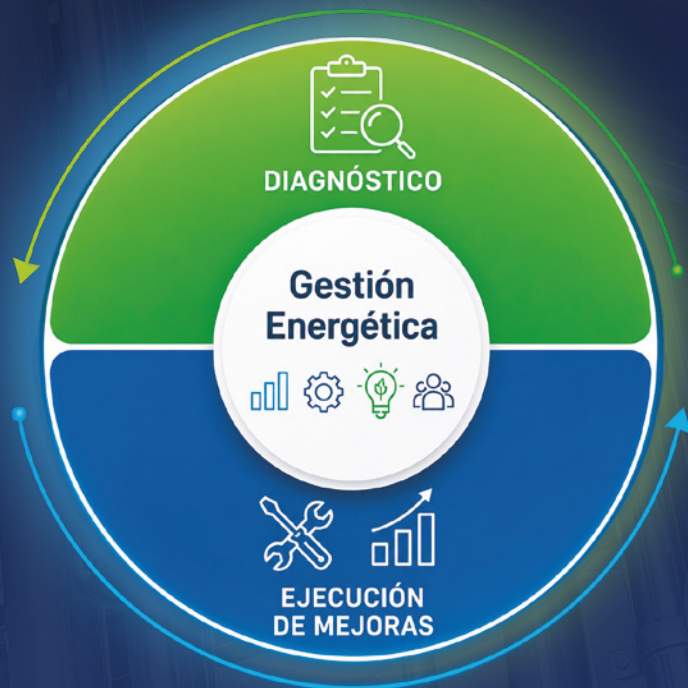 DIAGNÓSTICO
Gestión
Energética
EJECUCIÓN
DE MEJORAS